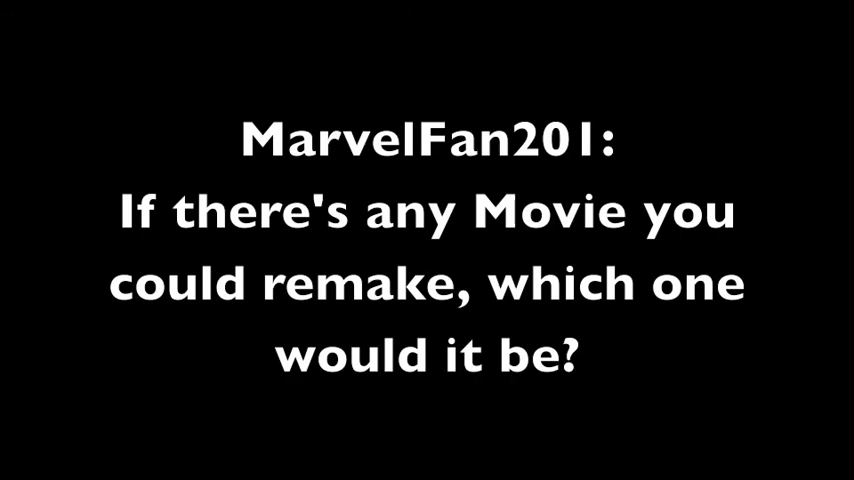 MarvelFan201:
If there's any Movie you
could remake, which one
would it be?